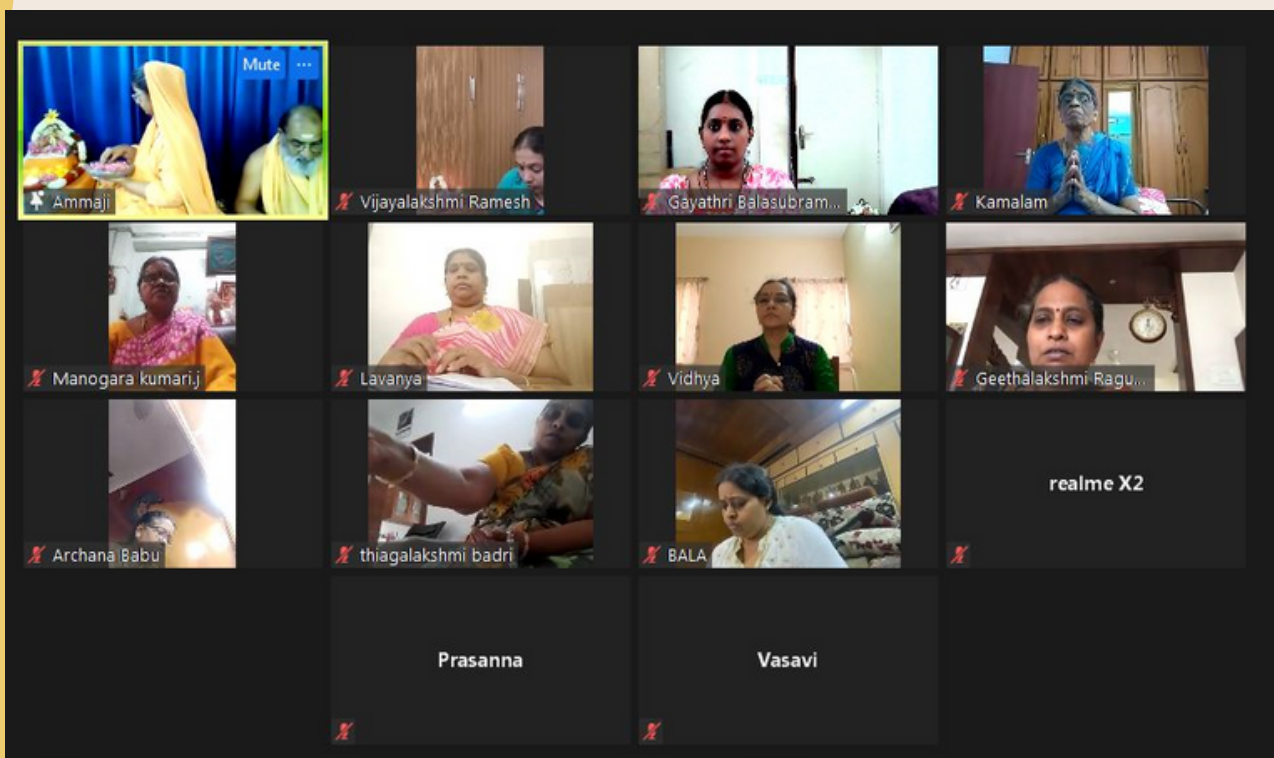 Mute ...
Ammaji
Vijayalakshmi Ramesh
Gayathri Balasubram...
Kamalam
Manogara kumari.j
Lavanya
Vidhya
Geethalakshmi Ragu...
Archana Babu
thiagalakshmi badri
BALA
realme X2
Prasanna
Vasavi